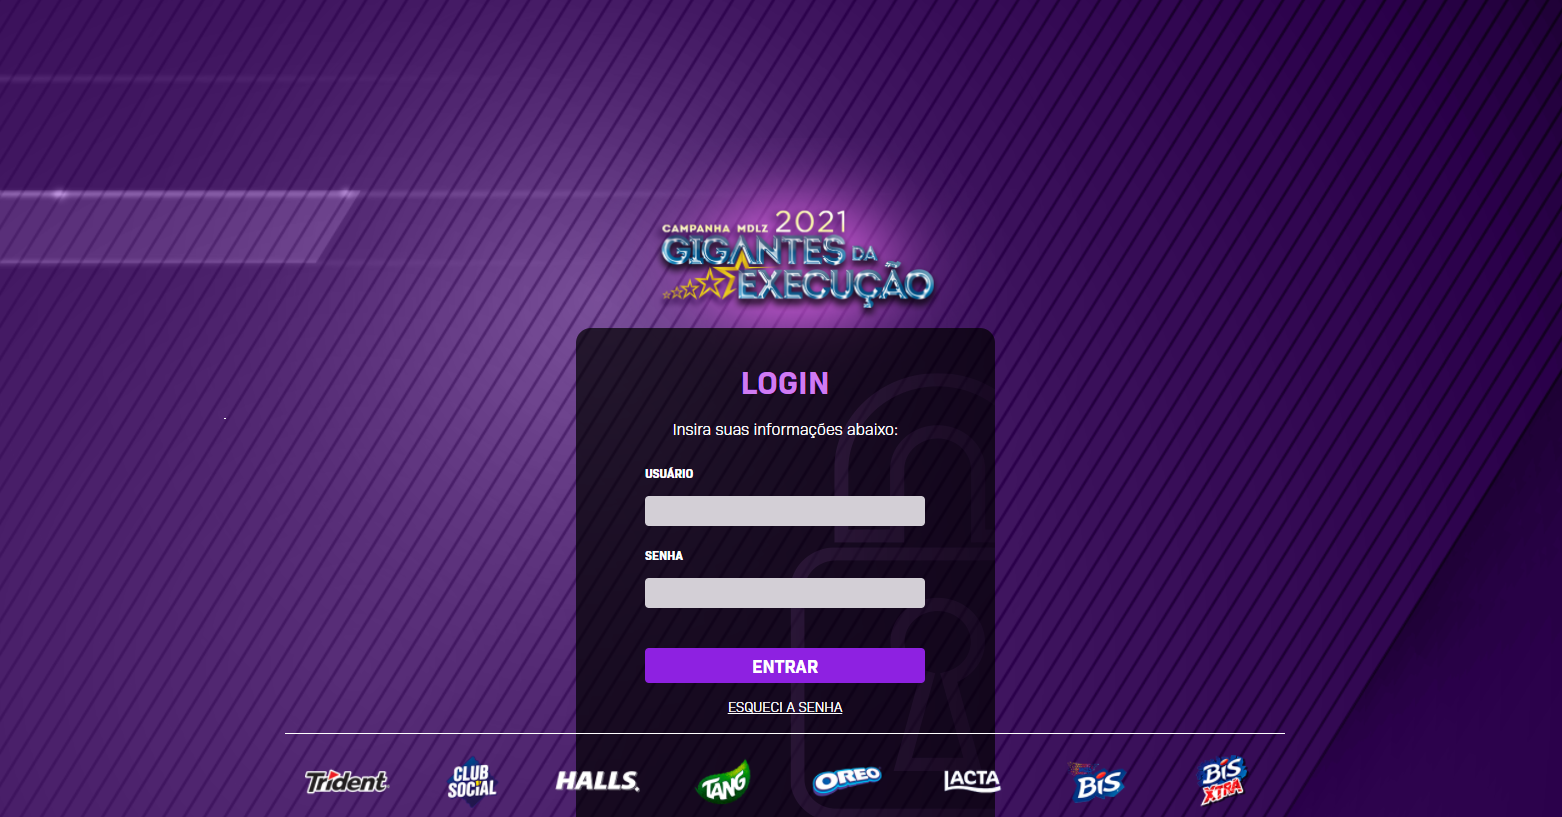 CAMPANHA MDLZ 2021
GIGANTES DA
EXECUÇÃO
LOGIN
Insira suas informações abaixo:
USUÁRIO
SENHA
ENTRAR
ESQUECI A SENHA
Trident
CLUB SOCIAL
HALLS
TANG
OREO
LACTA
BIS
BIS XTRA